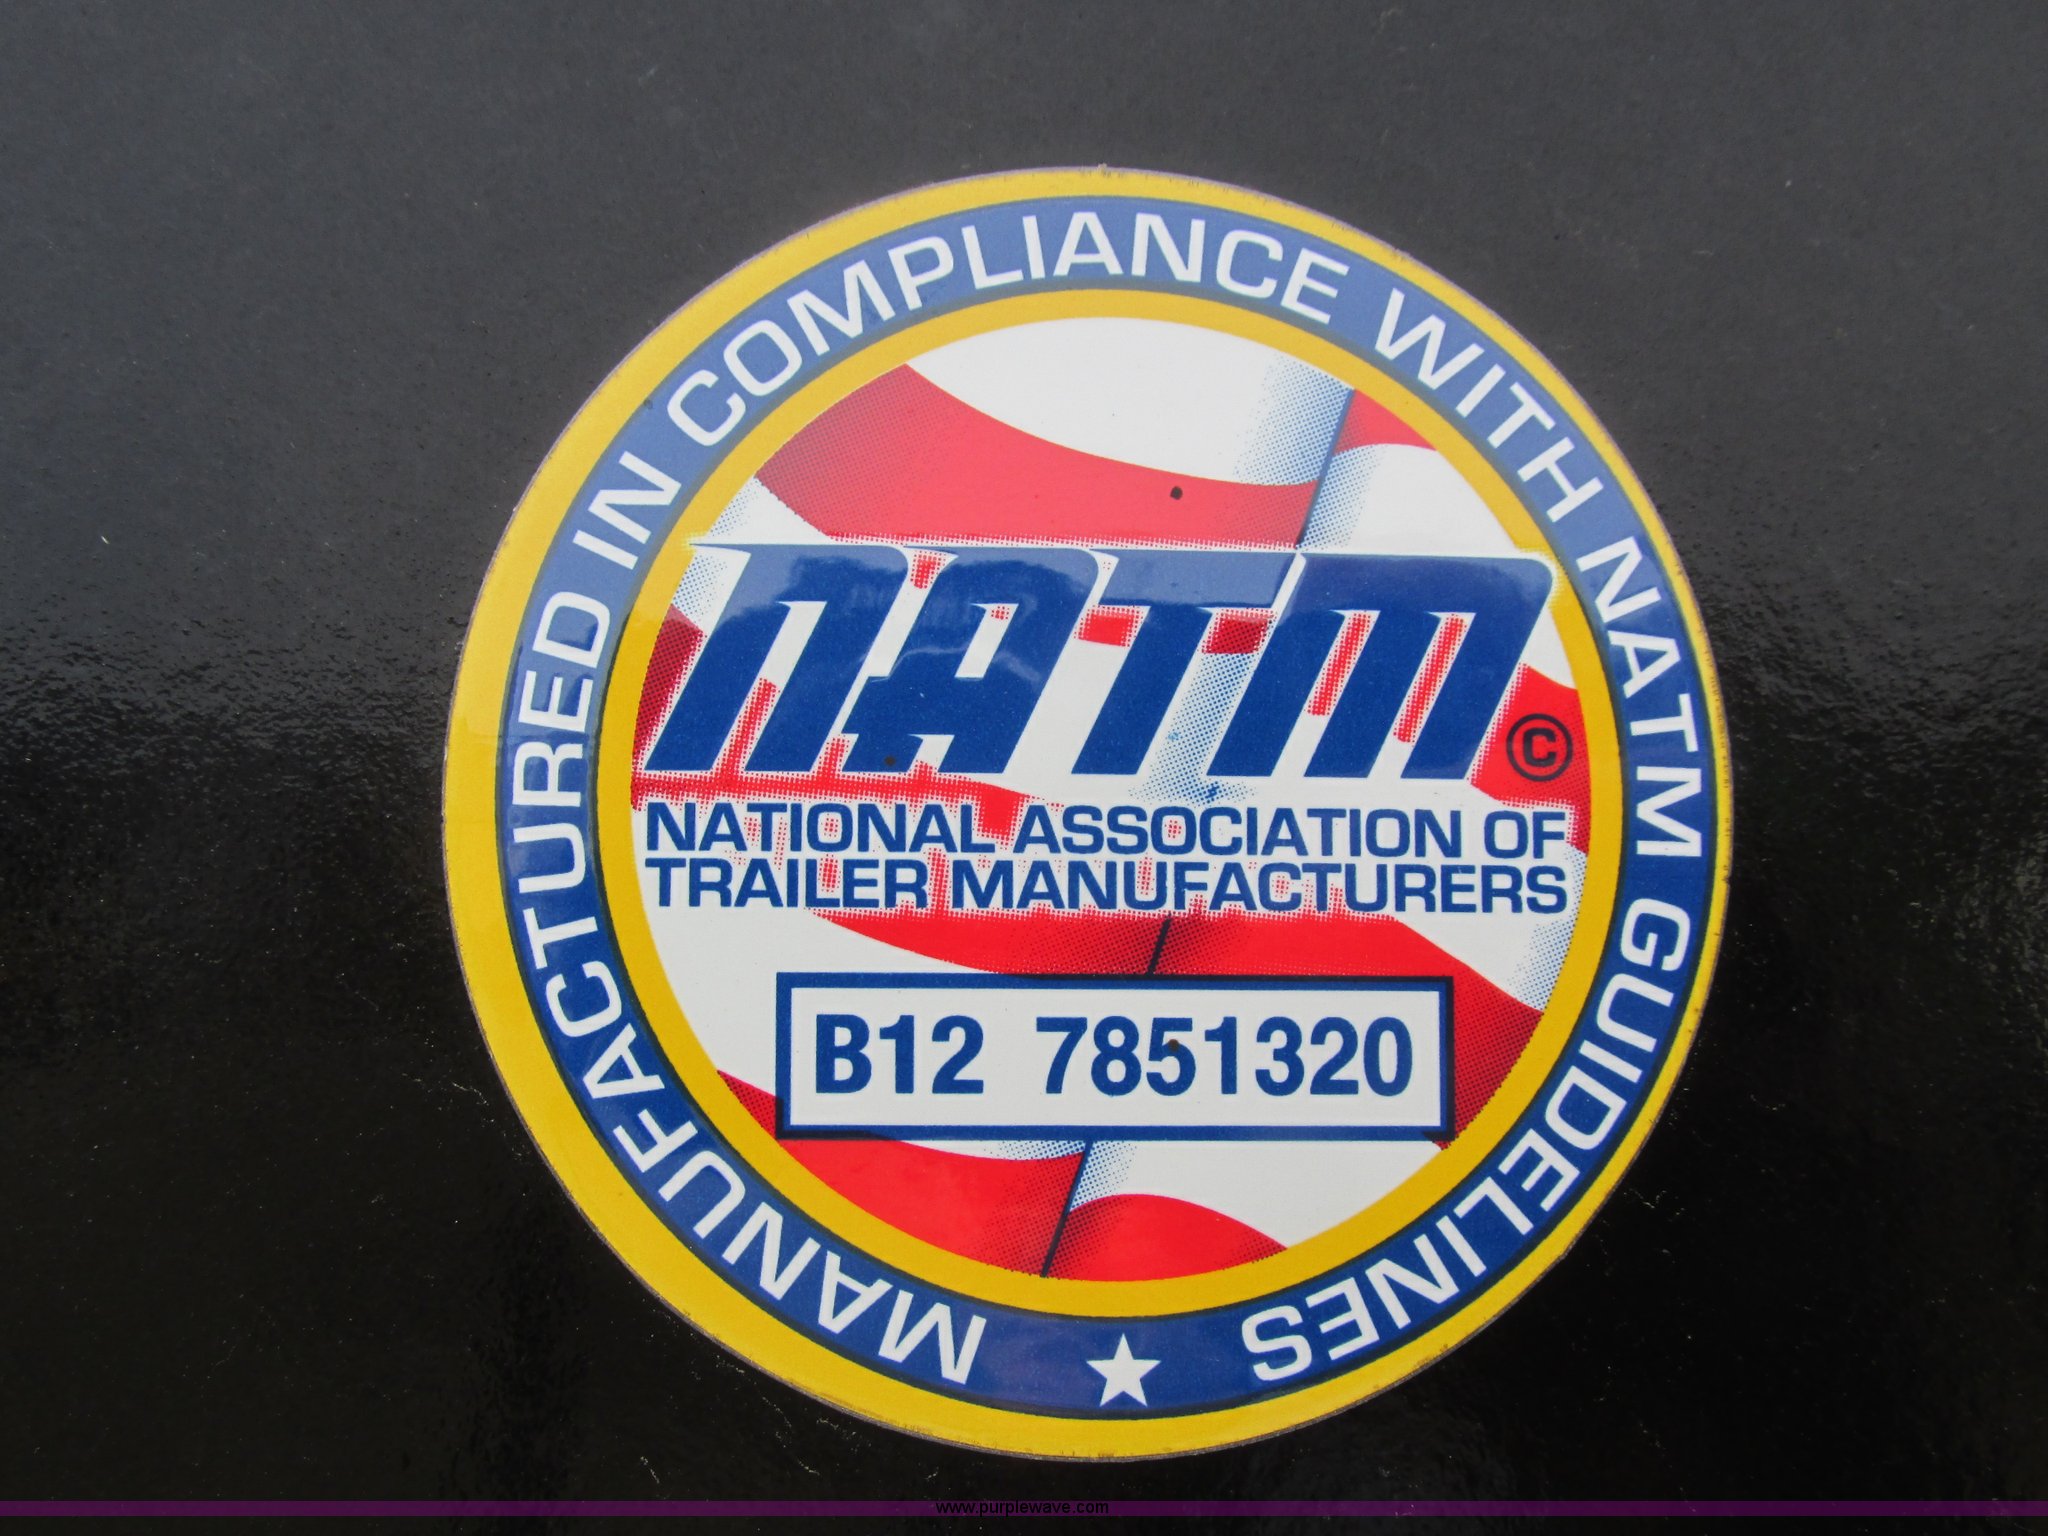 MANUFACTURED IN COMPLIANCE WITH NATM GUIDELINES
NATM ©
NATIONAL ASSOCIATION OF
TRAILER MANUFACTURERS
B12 7851320
www.purplewave.com